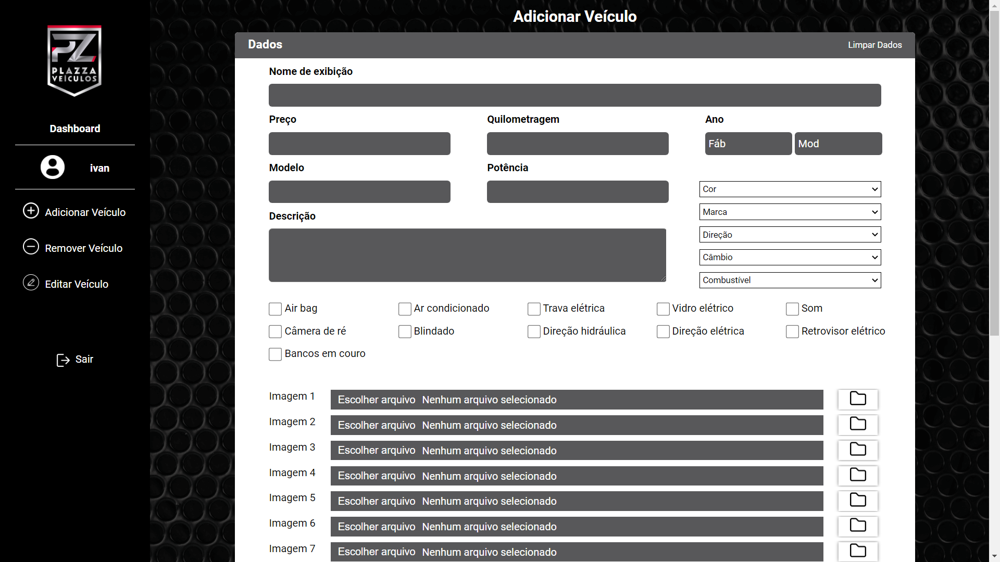 PZ
PLAZZA
VEÍCULOS
Dashboard
ivan
Adicionar Veículo
Remover Veículo
Editar Veículo
Sair
Adicionar Veículo
Dados
Limpar Dados
Nome de exibição
Preço
Quilometragem
Ano
Fáb
Mod
Modelo
Potência
Cor
Marca
Direção
Câmbio
Combustível
Descrição
Air bag
Ar condicionado
Trava elétrica
Vidro elétrico
Som
Câmera de ré
Blindado
Direção hidráulica
Direção elétrica
Retrovisor elétrico
Bancos em couro
Imagem 1 Escolher arquivo Nenhum arquivo selecionado
Imagem 2 Escolher arquivo Nenhum arquivo selecionado
Imagem 3 Escolher arquivo Nenhum arquivo selecionado
Imagem 4 Escolher arquivo Nenhum arquivo selecionado
Imagem 5 Escolher arquivo Nenhum arquivo selecionado
Imagem 6 Escolher arquivo Nenhum arquivo selecionado
Imagem 7 Escolher arquivo Nenhum arquivo selecionado